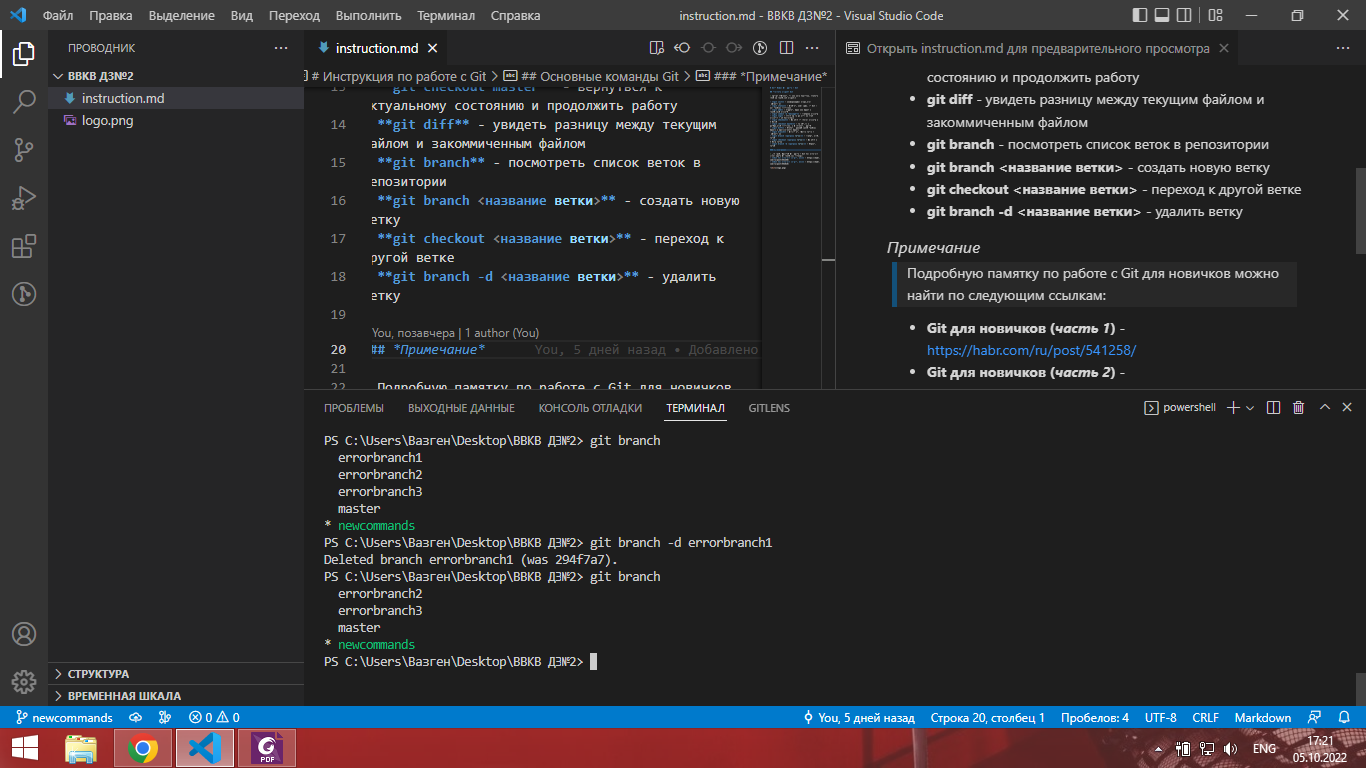 Файл Правка Выделение Вид Переход Выполнить Терминал Справка
instruction.md - ВВКВ ДЗ№2 - Visual Studio Code
ПРОВОДНИК
ВВКВ ДЗ№2
instruction.md
logo.png
СТРУКТУРА
ВРЕМЕННАЯ ШКАЛА
instruction.md
# Инструкция по работе с Git > ## Основные команды Git > ### *Примечание*
13 **git checkout master** - вернуться к
ктуальному состоянию и продолжить работу
14 **git diff** - увидеть разницу между текущим
айлом и закоммиченным файлом
15 **git branch** - посмотреть список веток в
епозитории
16 **git branch <название ветки>** - создать новую
етку
17 **git checkout <название ветки>** - переход к
ругой ветке
18 **git branch -d <название ветки>** - удалить
етку
19
You, позавчера | 1 author (You)
20 ## *Примечание* You, 5 дней назад • Добавлено
21
22 Подробную памятку по работе с Git для новичков
Открыть instruction.md для предварительного просмотра
состоянию и продолжить работу
• git diff - увидеть разницу между текущим файлом и
закоммиченным файлом
• git branch - посмотреть список веток в репозитории
• git branch <название ветки> - создать новую ветку
• git checkout <название ветки> - переход к другой ветке
• git branch -d <название ветки> - удалить ветку
Примечание
Подробную памятку по работе с Git для новичков можно
найти по следующим ссылкам:
• Git для новичков (часть 1) -
https://habr.com/ru/post/541258/
• Git для новичков (часть 2) -
ПРОБЛЕМЫ ВЫХОДНЫЕ ДАННЫЕ КОНСОЛЬ ОТЛАДКИ ТЕРМИНАЛ GITLENS
powershell
PS C:\Users\Вазген\Desktop\ВВКВ ДЗ№2> git branch
errorbranch1
errorbranch2
errorbranch3
master
* newcommands
PS C:\Users\Вазген\Desktop\ВВКВ ДЗ№2> git branch -d errorbranch1
Deleted branch errorbranch1 (was 294f7a7).
PS C:\Users\Вазген\Desktop\ВВКВ ДЗ№2> git branch
errorbranch2
errorbranch3
master
* newcommands
PS C:\Users\Вазген\Desktop\ВВКВ ДЗ№2>
newcommands 0 0 You, 5 дней назад Строка 20, столбец 1 Пробелов: 4 UTF-8 CRLF Markdown
PDF
ENG
17:21
05.10.2022